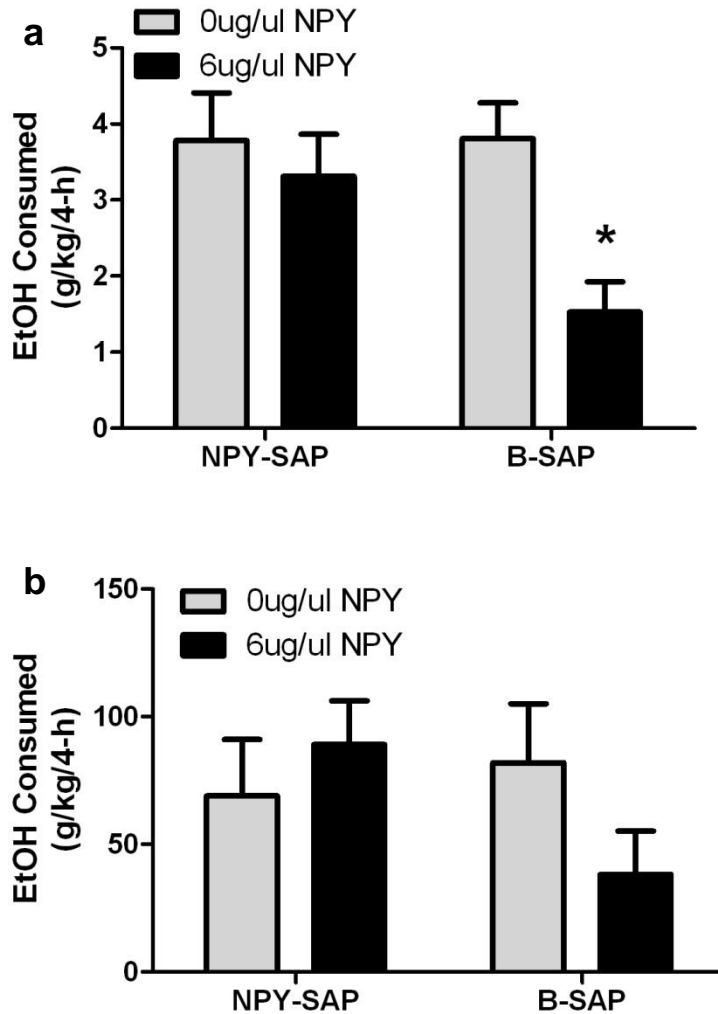 a
0ug/ul NPY
6ug/ul NPY
5
4
3
2
1
0
EtOH Consumed
(g/kg/4-h)
*
NPY-SAP
B-SAP
b
0ug/ul NPY
6ug/ul NPY
150
100
50
0
EtOH Consumed
(g/kg/4-h)
NPY-SAP
B-SAP